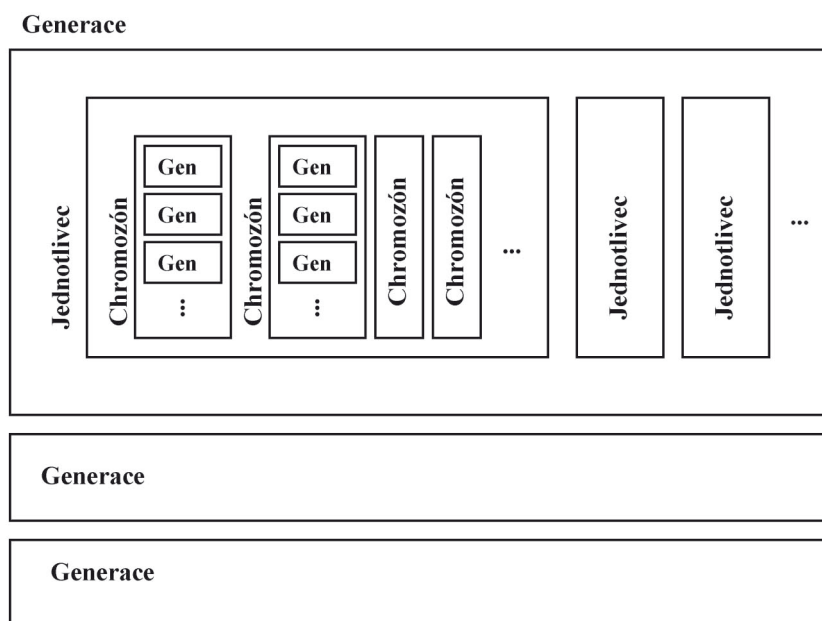 Generace
Jednotlivec
Chromozón
Gen
Gen
Gen
...
Chromozón
Gen
Gen
Gen
...
Chromozón
Chromozón
...
Jednotlivec
Jednotlivec
...
Generace
Generace